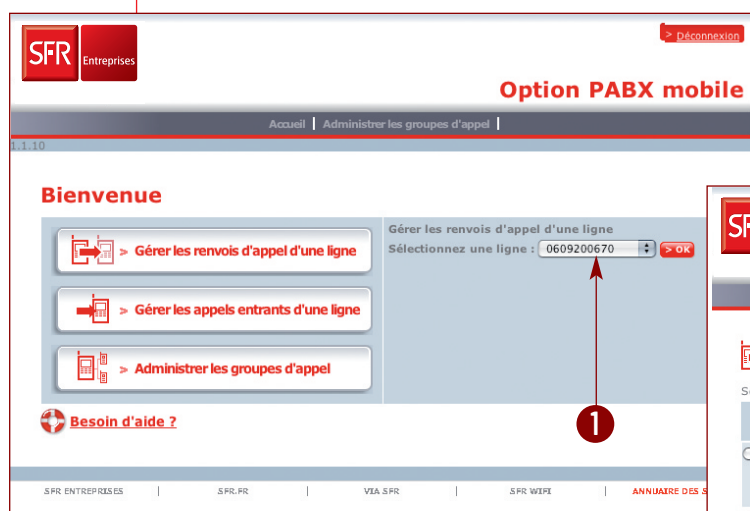 SFR Entreprises
> Déconnexion
Option PABX mobile
Accueil | Administrer les groupes d'appel |
1.1.10
Bienvenue
> Gérer les renvois d'appel d'une ligne
> Gérer les appels entrants d'une ligne
> Administrer les groupes d'appel
Gérer les renvois d'appel d'une ligne
Sélectionnez une ligne : 0609200670 > OK
1
Besoin d'aide ?
SFR ENTREPRISES | SFR.FR | VIA SFR | SFR WIFI | ANNUAIRE DES